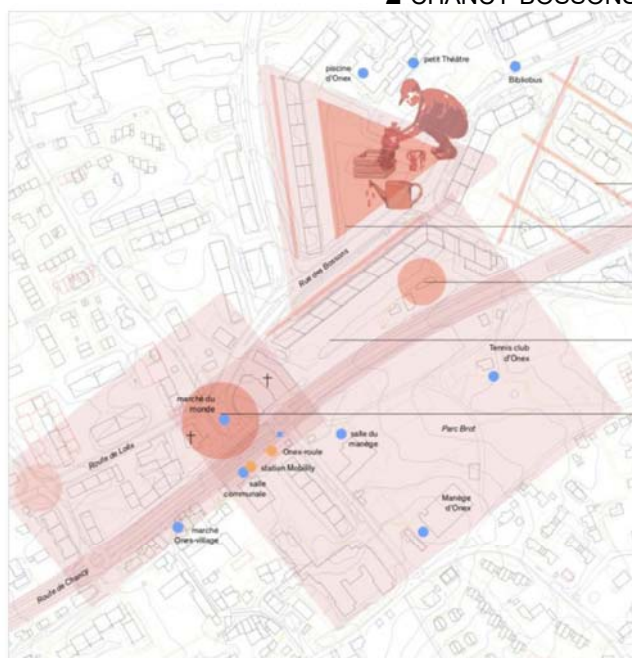 2 CHANCY-BOSSONS
petit Théâtre
piscine
d'Onex
Bibliobus
Rue des Bossons
Tennis club
d'Onex
marché du
monde
Route de Loëx
Parc Brot
salle du
manège
Onex-route
station Mobility
salle
communale
Manège
d'Onex
marché
Onex-village
Route de Chancy